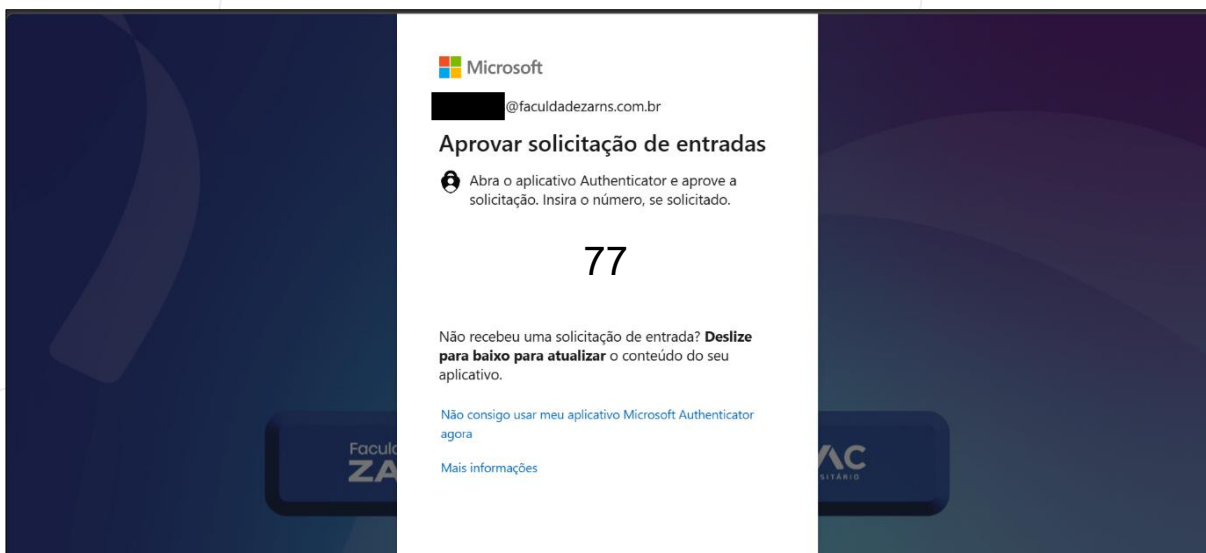 Microsoft
@faculdadezarns.com.br
Aprovar solicitação de entradas
Abra o aplicativo Authenticator e aprove a
solicitação. Insira o número, se solicitado.
77
Não recebeu uma solicitação de entrada? Deslize
para baixo para atualizar o conteúdo do seu
aplicativo.
Não consigo usar meu aplicativo Microsoft Authenticator
agora
Mais informações